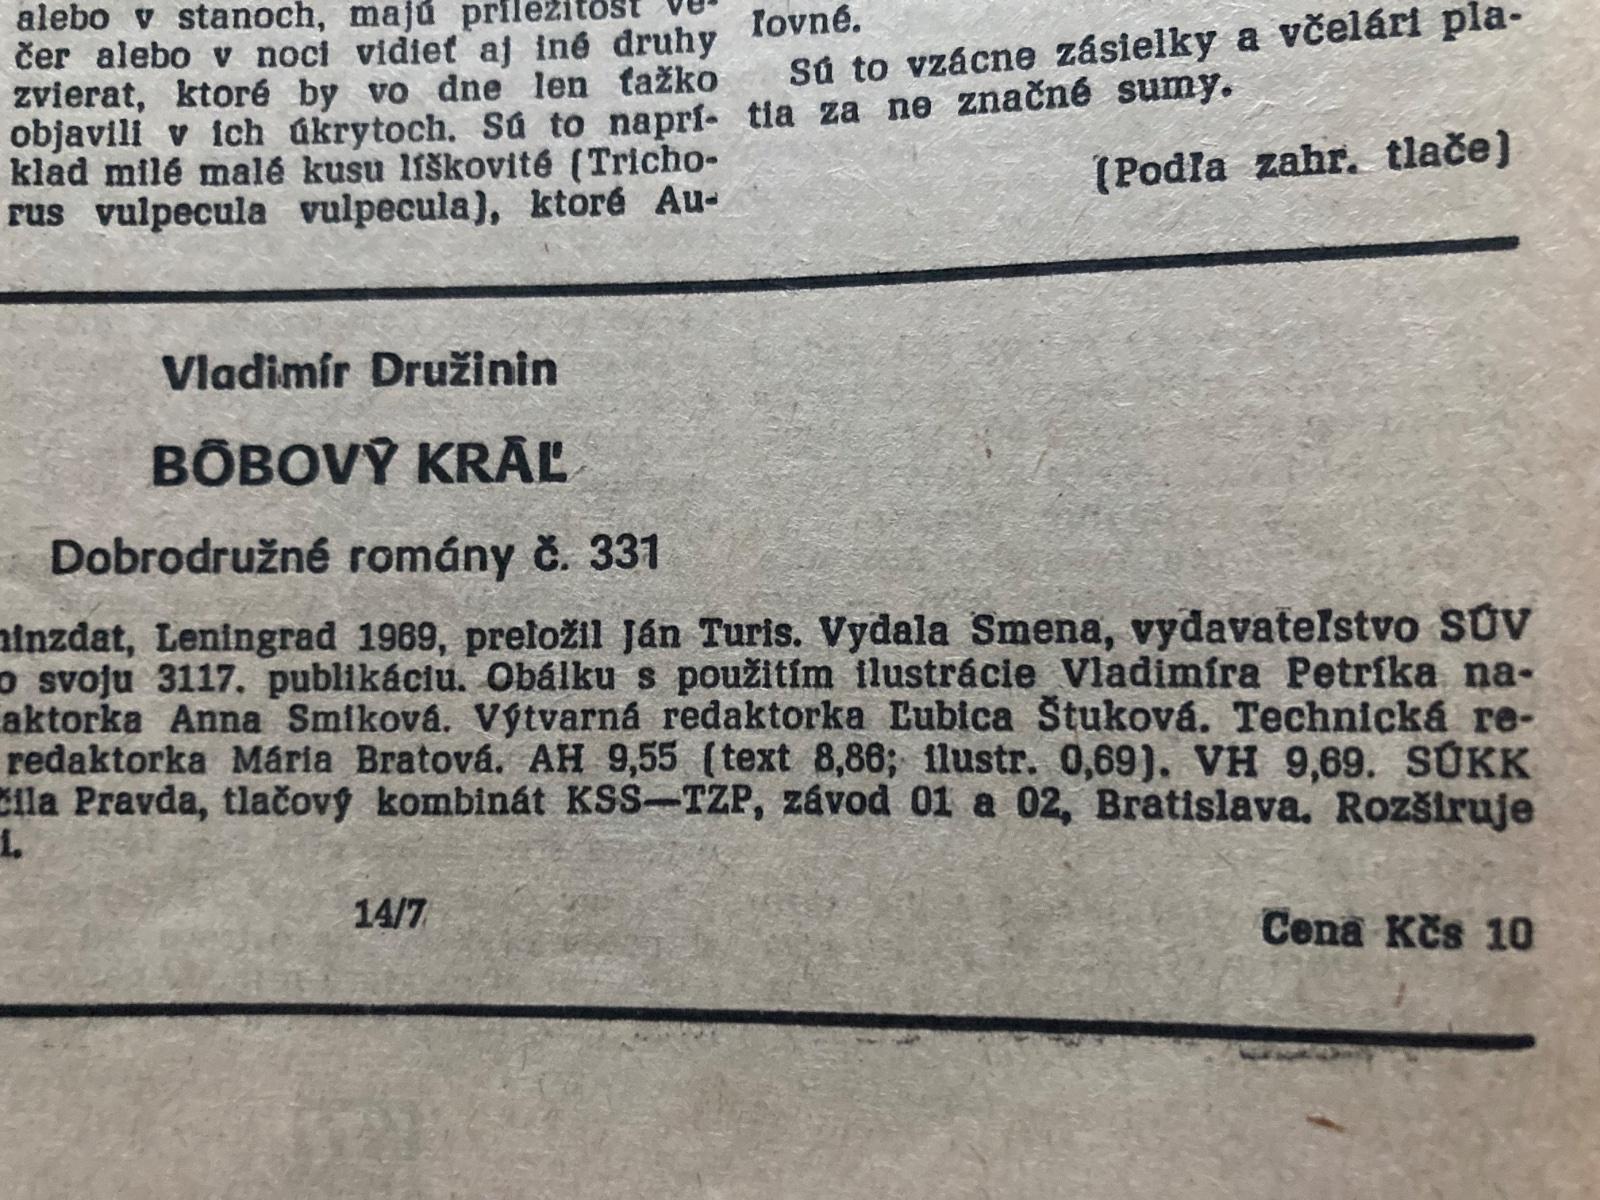 alebo v stanoch, majú príležitosť ve-
čer alebo v noci vidieť aj iné druhy
zvierat, ktoré by vo dne len ťažko
objavili v ich úkrytoch. Sú to naprí-
klad milé malé kusu líškovité (Tricho-
rus vulpecula vulpecula), ktoré Au-
ľovné.
Sú to vzácne zásielky a včelári pla-
tia za ne značné sumy.
(Podľa zahr. tlače)
Vladimír Družinin
BÔBOVÝ KRÁĽ
Dobrodružné romány č. 331
ninzdat, Leningrad 1969, preložil Ján Turis. Vydala Smena, vydavateľstvo SÚV
o svoju 3117. publikáciu. Obálku s použitím ilustrácie Vladimíra Petríka na-
aktorka Anna Smiková. Výtvarná redaktorka Ľubica Štuková. Technická re-
redaktorka Mária Bratová. AH 9,55 (text 8,86; ilustr. 0,69). VH 9,69. SÚKK
čila Pravda, tlačový kombinát KSS—TZP, závod 01 a 02, Bratislava. Rozširuje
i.
14/7
Cena Kčs 10